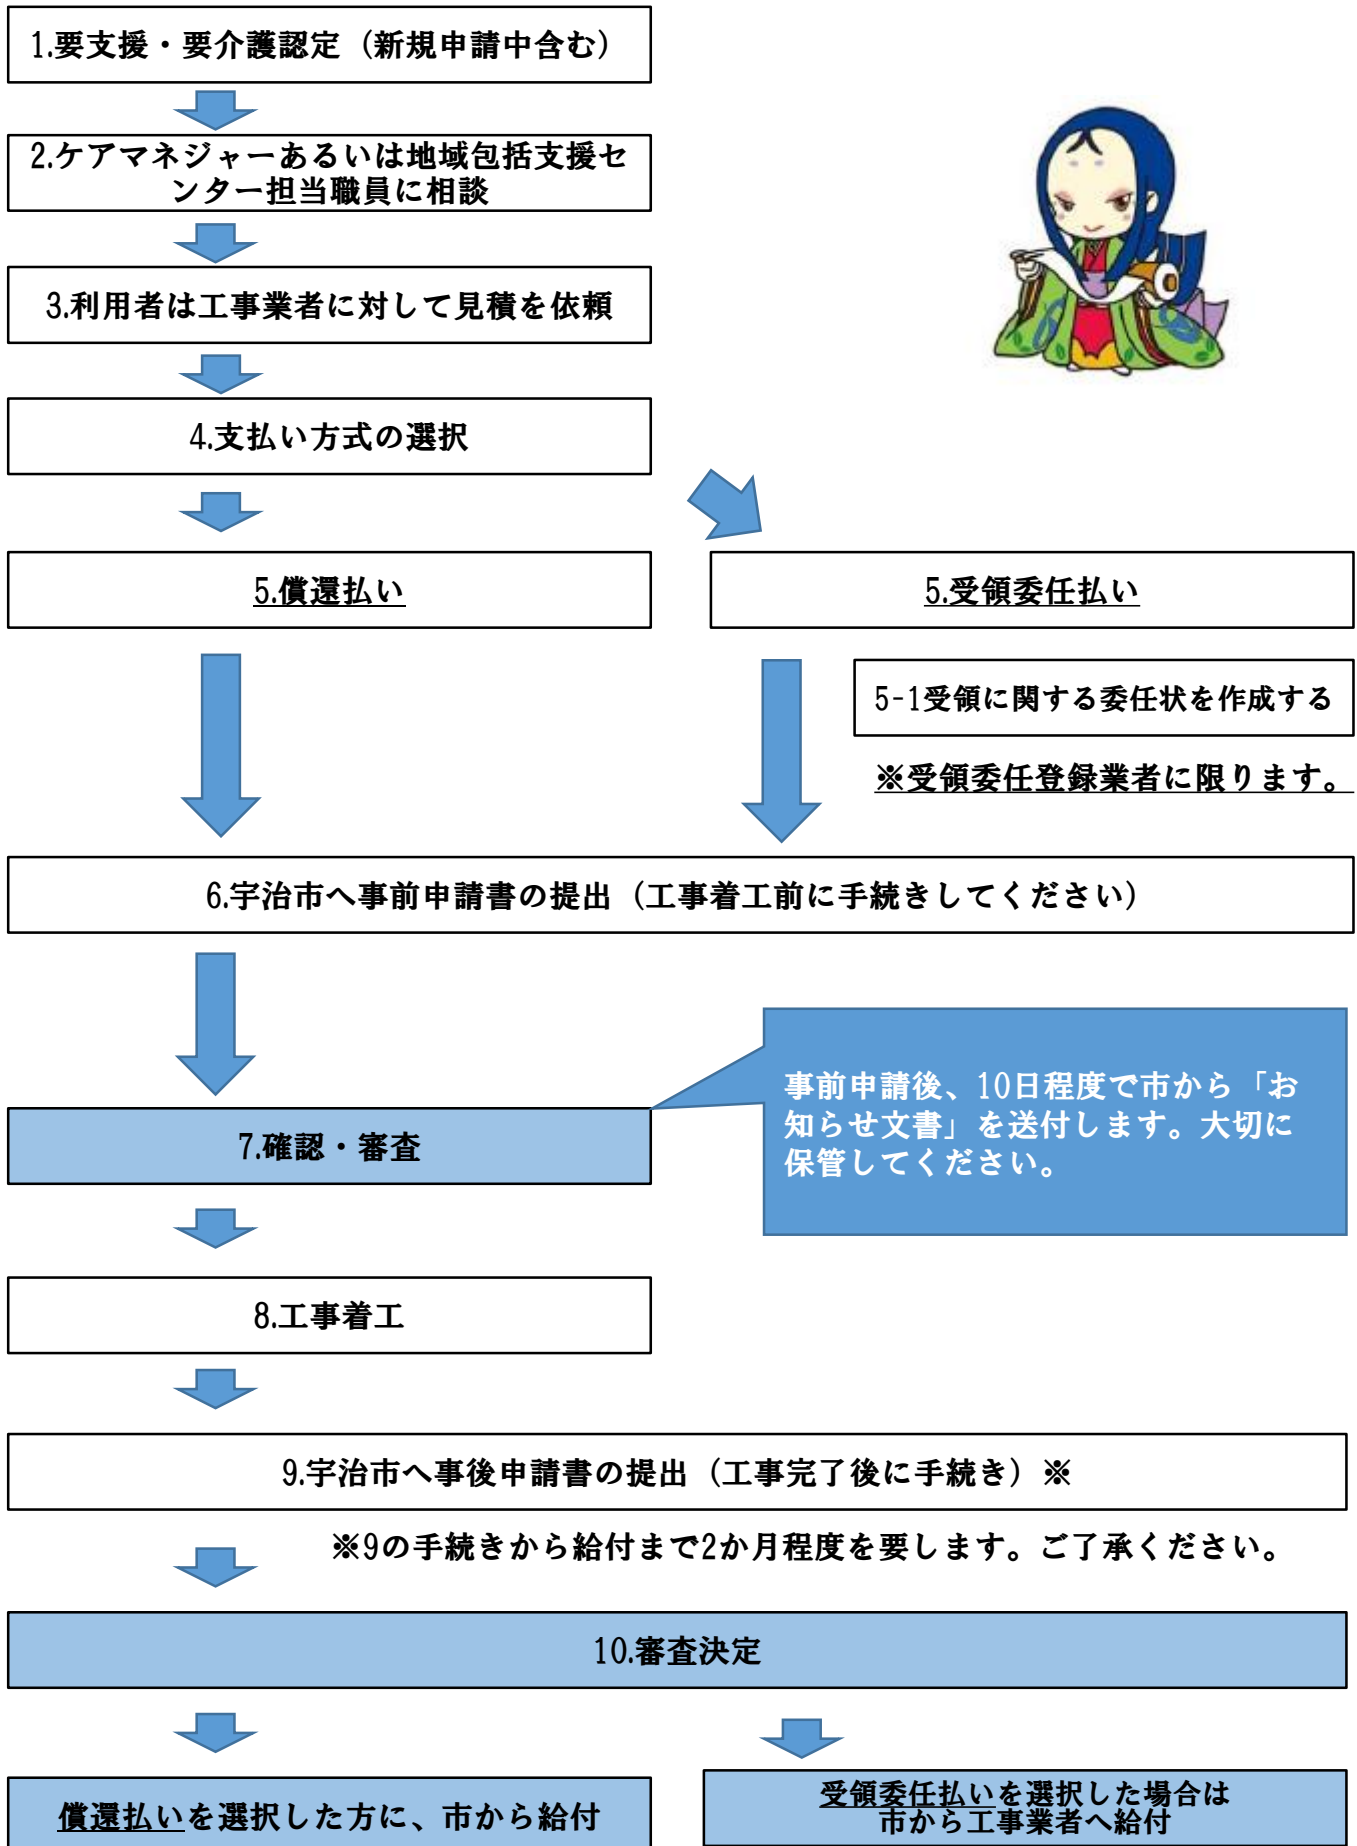 1.要支援・要介護認定（新規申請中含む）
2.ケアマネジャーあるいは地域包括支援セ
ンター担当職員に相談
3.利用者は工事業者に対して見積を依頼
4.支払い方式の選択
5.償還払い
5.受領委任払い
5-1受領に関する委任状を作成する
※受領委任登録業者に限ります。
6.宇治市へ事前申請書の提出（工事着工前に手続きしてください）
事前申請後、10日程度で市から「お
知らせ文書」を送付します。大切に
保管してください。
7.確認・審査
8.工事着工
9.宇治市へ事後申請書の提出（工事完了後に手続き）※
※9の手続きから給付まで2か月程度を要します。ご了承ください。
10.審査決定
償還払いを選択した方に、市から給付
受領委任払いを選択した場合は
市から工事業者へ給付